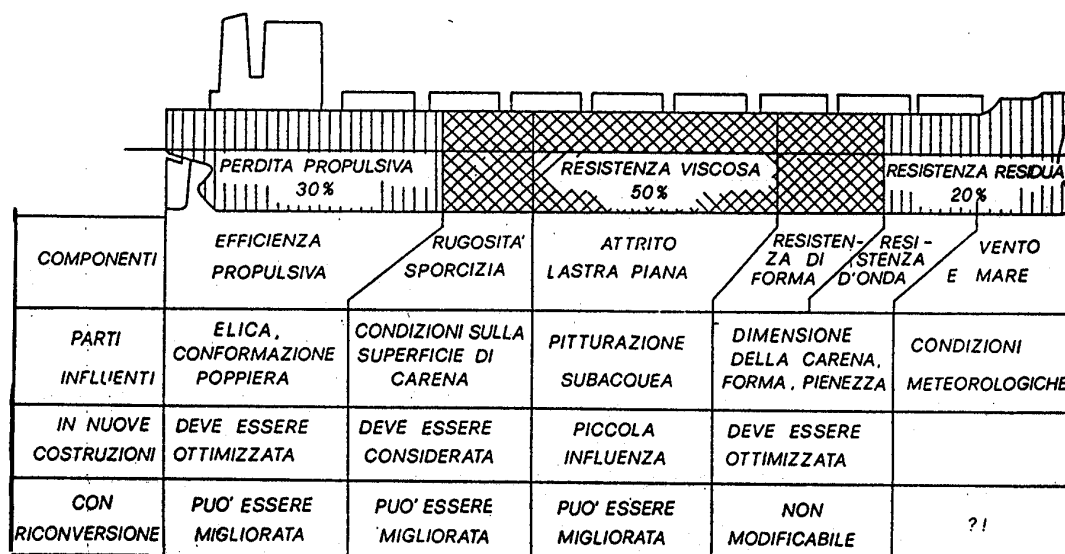 PERDITA PROPULSIVA
30%
RESISTENZA VISCOSA
50%
RESISTENZA RESIDUA
20%
COMPONENTI
EFFICIENZA
PROPULSIVA
RUGOSITA'
SPORCIZIA
ATTRITO
LASTRA PIANA
RESISTEN-
ZA DI
FORMA
RESI-
STENZA
D'ONDA
VENTO
E MARE
PARTI
INFLUENTI
ELICA,
CONFORMAZIONE
POPPIERA
CONDIZIONI SULLA
SUPERFICIE DI
CARENA
PITTURAZIONE
SUBACQUEA
DIMENSIONE
DELLA CARENA,
FORMA, PIENEZZA
CONDIZIONI
METEOROLOGICHE
IN NUOVE
COSTRUZIONI
DEVE ESSERE
OTTIMIZZATA
DEVE ESSERE
CONSIDERATA
PICCOLA
INFLUENZA
DEVE ESSERE
OTTIMIZZATA
CON
RICONVERSIONE
PUO' ESSERE
MIGLIORATA
PUO' ESSERE
MIGLIORATA
PUO' ESSERE
MIGLIORATA
NON
MODIFICABILE
?!